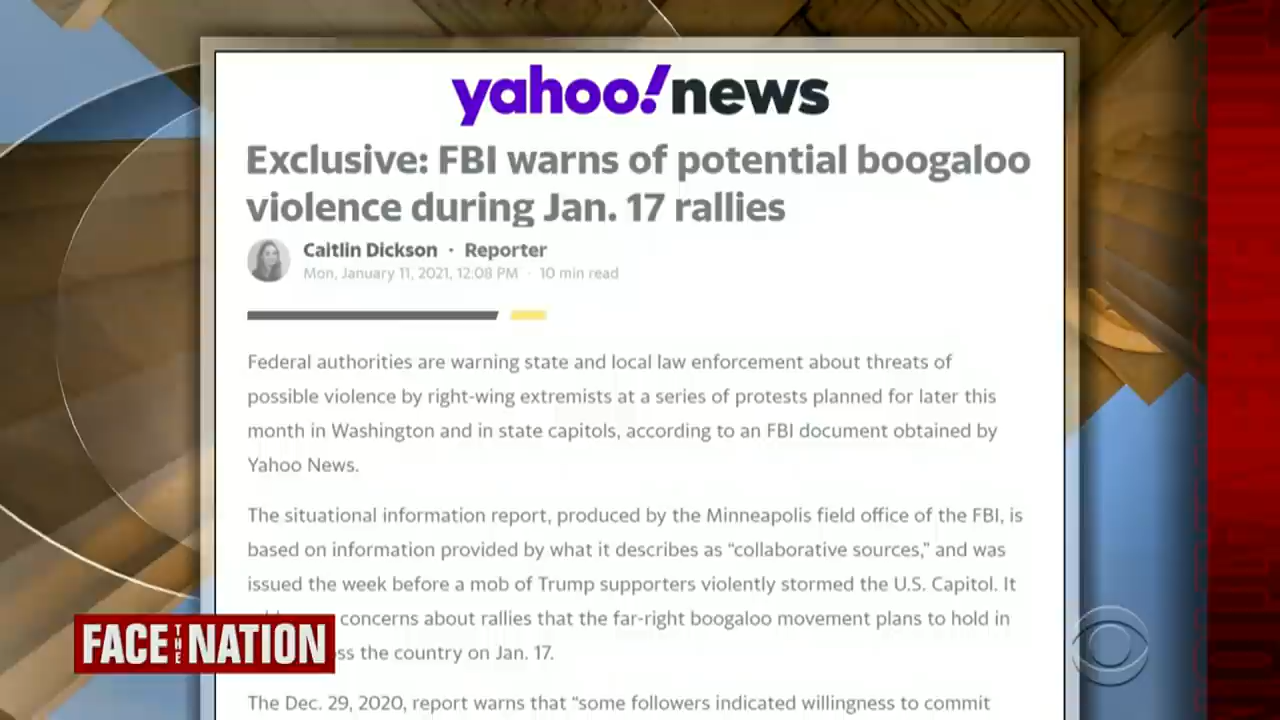 yahoo!news
Exclusive: FBI warns of potential boogaloo
violence during Jan. 17 rallies
Caitlin Dickson · Reporter
Mon, January 11, 2021, 12:08 PM · 10 min read
Federal authorities are warning state and local law enforcement about threats of
possible violence by right-wing extremists at a series of protests planned for later this
month in Washington and in state capitols, according to an FBI document obtained by
Yahoo News.
The situational information report, produced by the Minneapolis field office of the FBI, is
based on information provided by what it describes as “collaborative sources,” and was
issued the week before a mob of Trump supporters violently stormed the U.S. Capitol. It
concerns about rallies that the far-right boogaloo movement plans to hold in
the country on Jan. 17.
The Dec. 29, 2020, report warns that “some followers indicated willingness to commit
FACE THE NATION